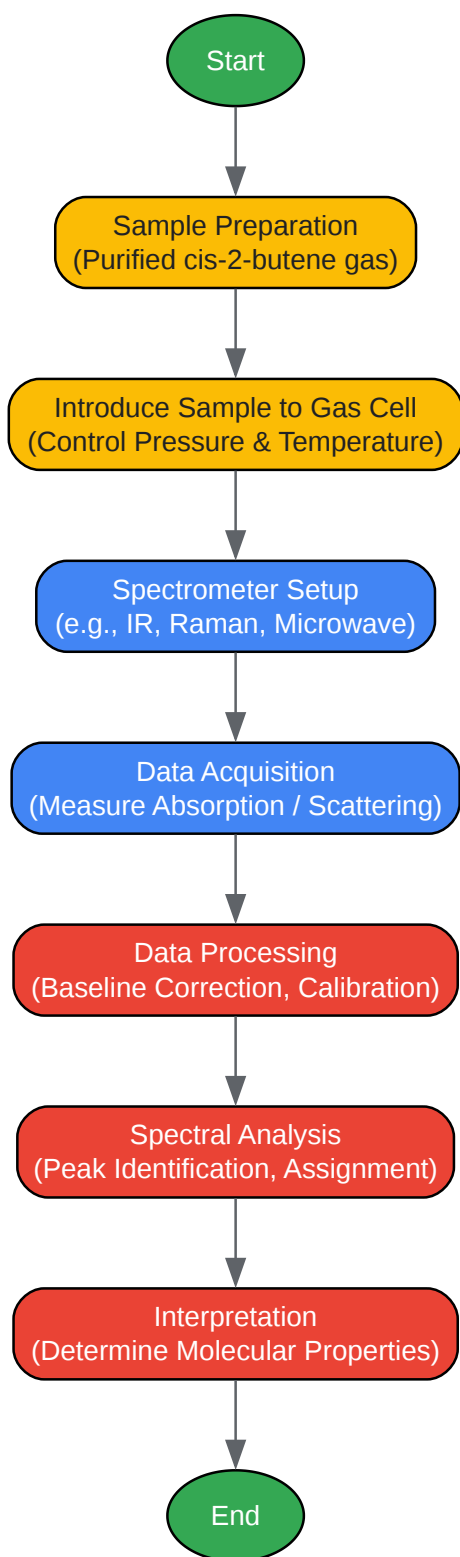 Start
Sample Preparation
(Purified cis-2-butene gas)
Introduce Sample to Gas Cell
(Control Pressure & Temperature)
Spectrometer Setup
(e.g., IR, Raman, Microwave)
Data Acquisition
(Measure Absorption / Scattering)
Data Processing
(Baseline Correction, Calibration)
Spectral Analysis
(Peak Identification, Assignment)
Interpretation
(Determine Molecular Properties)
End